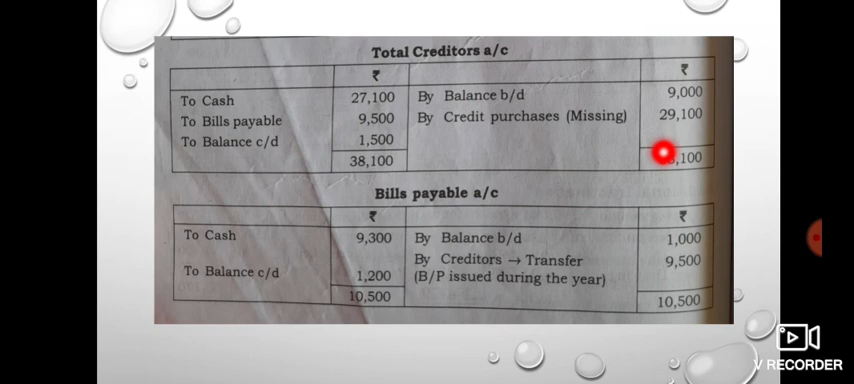 Total Creditors a/c
₹ ₹
To Cash 27,100 By Balance b/d 9,000
To Bills payable 9,500 By Credit purchases (Missing) 29,100
To Balance c/d 1,500
38,100 ,100
Bills payable a/c
₹ ₹
To Cash 9,300 By Balance b/d 1,000
By Creditors → Transfer 9,500
To Balance c/d 1,200 (B/P issued during the year)
10,500 10,500
V RECORDER